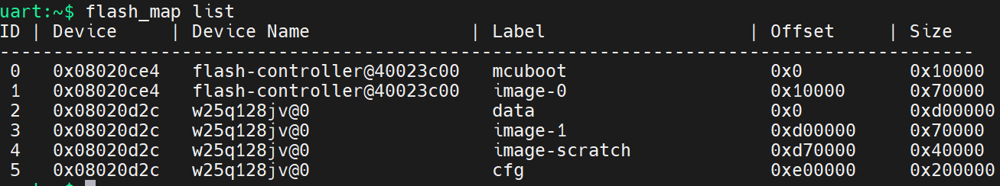 uart:~$ flash_map list
ID | Device     | Device Name                | Label                    | Offset     | Size
-------------------------------------------------------------------------------------------
 0   0x08020ce4   flash-controller@40023c00   mcuboot                    0x0          0x10000
 1   0x08020ce4   flash-controller@40023c00   image-0                    0x10000      0x70000
 2   0x08020d2c   w25q128jv@0                 data                       0x0          0xd00000
 3   0x08020d2c   w25q128jv@0                 image-1                    0xd00000     0x70000
 4   0x08020d2c   w25q128jv@0                 image-scratch              0xd70000     0x40000
 5   0x08020d2c   w25q128jv@0                 cfg                        0xe00000     0x200000